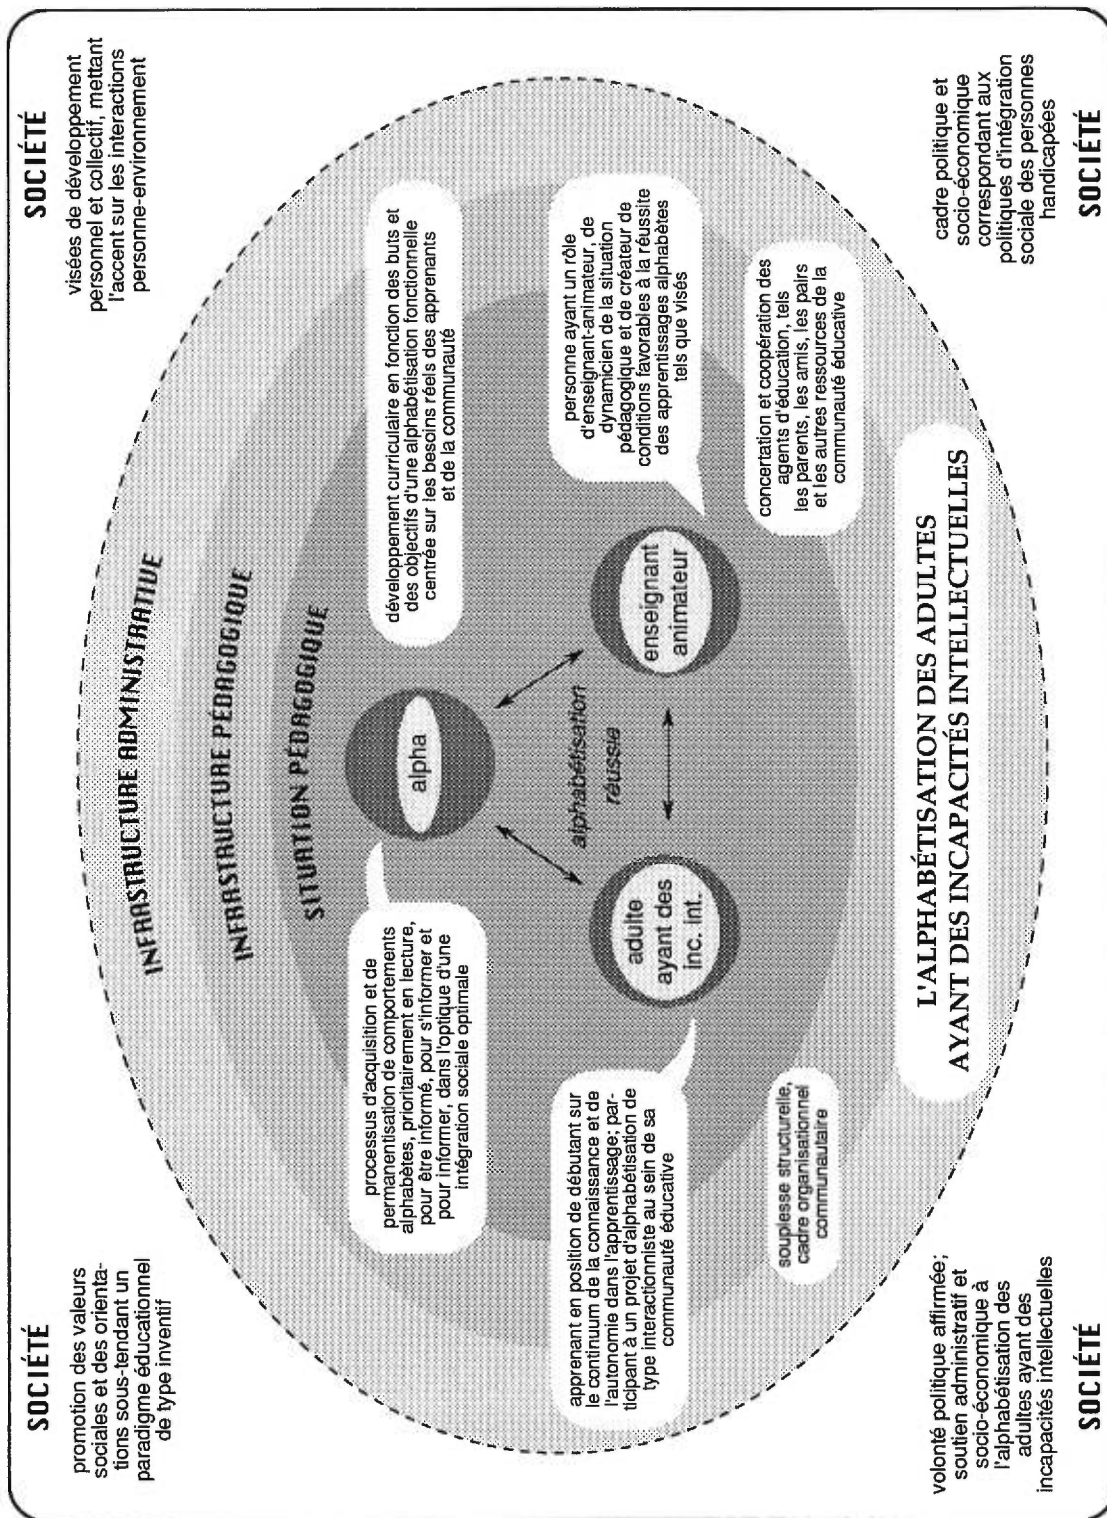 SOCIÉTÉ
promotion des valeurs
sociales et des orienta-
tions sous-tendant un
paradigme éducationnel
de type inventif
SOCIÉTÉ
visées de développement
personnel et collectif, mettant
l'accent sur les interactions
personne-environnement
INFRASTRUCTURE ADMINISTRATIVE
INFRASTRUCTURE PÉDAGOGIQUE
SITUATION PÉDAGOGIQUE
processus d'acquisition et de
permanentisation de comportements
alphabètes, prioritairement en lecture,
pour être informé, pour s'informer et
pour informer, dans l'optique d'une
intégration sociale optimale
alpha
développement curriculaire en fonction des buts et
des objectifs d'une alphabétisation fonctionnelle
centrée sur les besoins réels des apprenants
et de la communauté
alphabétisation
réussie
apprenant en position de débutant sur
le continuum de la connaissance et de
l'autonomie dans l'apprentissage; par-
ticipant à un projet d'alphabétisation de
type interactionniste au sein de sa
communauté éducative
adulte
ayant des
inc. int.
enseignant
animateur
personne ayant un rôle
d'enseignant-animateur, de
dynamicien de la situation
pédagogique et de créateur de
conditions favorables à la réussite
des apprentissages alphabètes
tels que visés
souplesse structurelle,
cadre organisationnel
communautaire
concertation et coopération des
agents d'éducation, tels
les parents, les amis, les pairs
et les autres ressources de la
communauté éducative
L'ALPHABÉTISATION DES ADULTES
AYANT DES INCAPACITÉS INTELLECTUELLES
volonté politique affirmée;
soutien administratif et
socio-économique à
l'alphabétisation des
adultes ayant des
incapacités intellectuelles
SOCIÉTÉ
cadre politique et
socio-économique
correspondant aux
politiques d'intégration
sociale des personnes
handicapées
SOCIÉTÉ